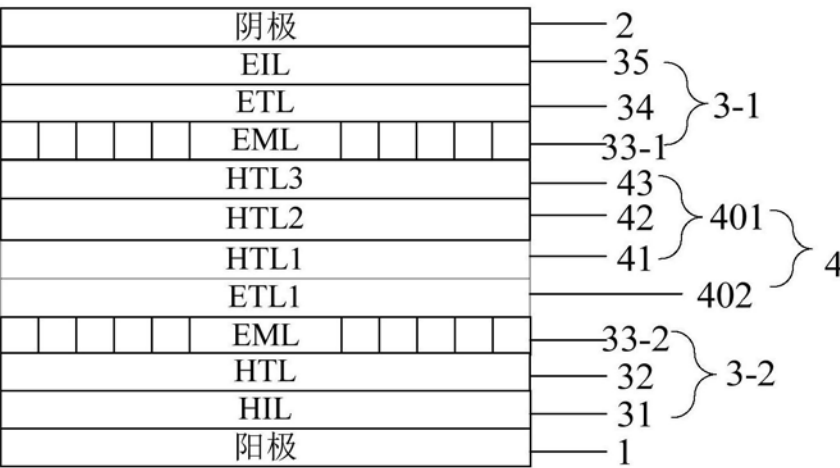 阴极 2
EIL 35
3-1
ETL 34
EML 33-1
HTL3 43
HTL2 42 401
HTL1 41 4
ETL1 402
EML 33-2
HTL 32 3-2
HIL 31
阳极 1